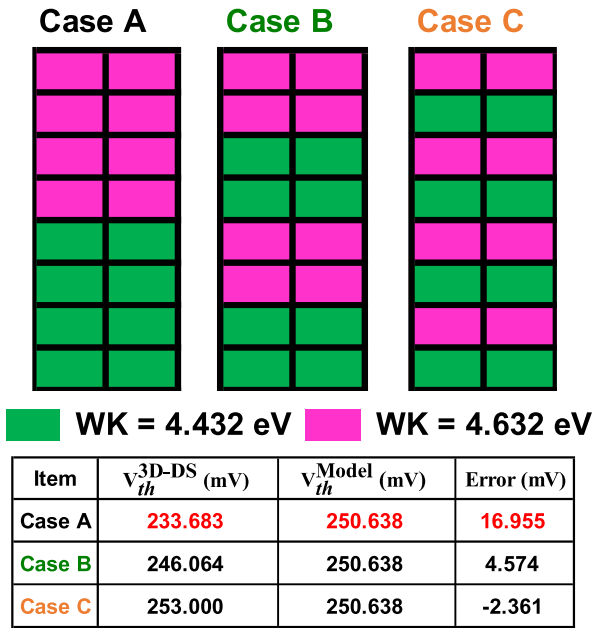 Case A Case B Case C
WK = 4.432 eV WK = 4.632 eV
Item V_th^3D-DS (mV) V_th^Model (mV) Error (mV)
Case A 233.683 250.638 16.955
Case B 246.064 250.638 4.574
Case C 253.000 250.638 -2.361